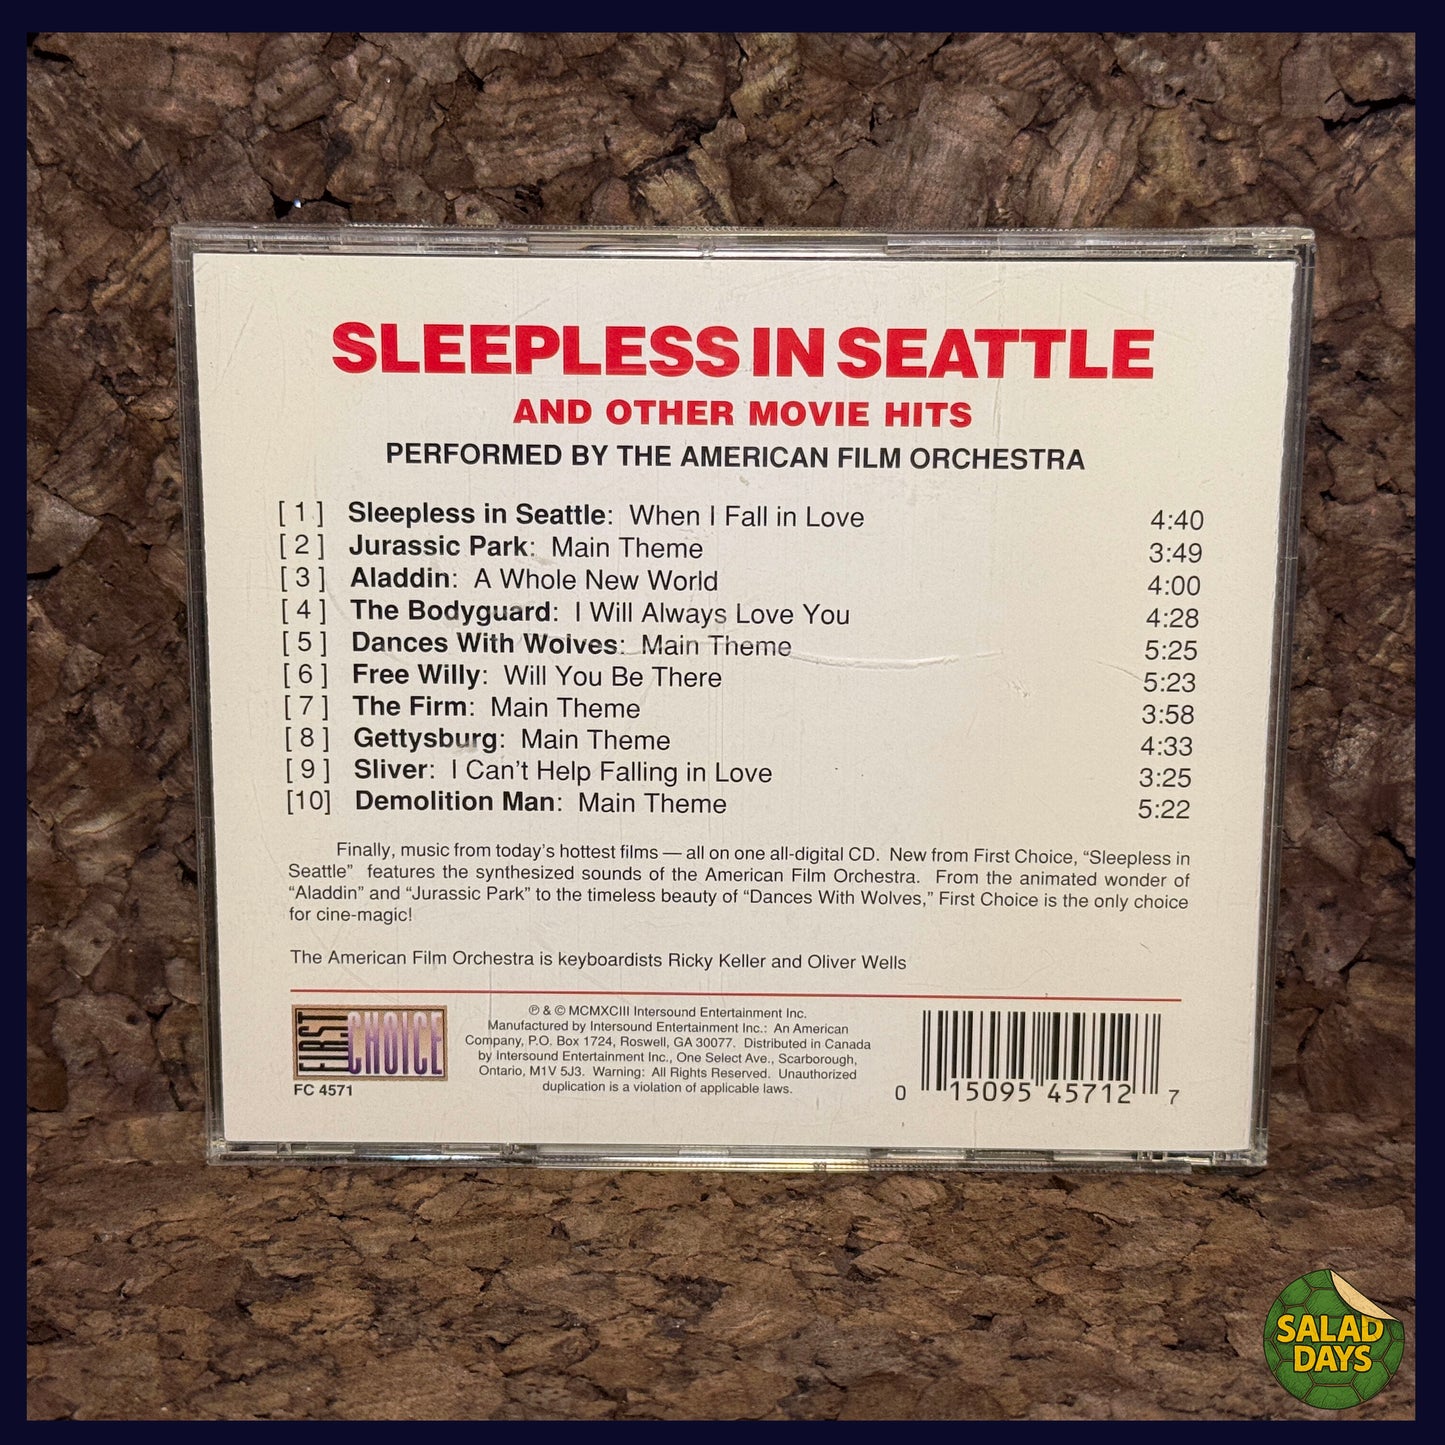 SLEEPLESS IN SEATTLE
AND OTHER MOVIE HITS
PERFORMED BY THE AMERICAN FILM ORCHESTRA
[ 1 ] Sleepless in Seattle: When I Fall in Love 4:40
[ 2 ] Jurassic Park: Main Theme 3:49
[ 3 ] Aladdin: A Whole New World 4:00
[ 4 ] The Bodyguard: I Will Always Love You 4:28
[ 5 ] Dances With Wolves: Main Theme 5:25
[ 6 ] Free Willy: Will You Be There 5:23
[ 7 ] The Firm: Main Theme 3:58
[ 8 ] Gettysburg: Main Theme 4:33
[ 9 ] Sliver: I Can't Help Falling in Love 3:25
[10] Demolition Man: Main Theme 5:22
Finally, music from today's hottest films — all on one all-digital CD. New from First Choice, "Sleepless in
Seattle" features the synthesized sounds of the American Film Orchestra. From the animated wonder of
"Aladdin" and "Jurassic Park" to the timeless beauty of "Dances With Wolves," First Choice is the only choice
for cine-magic!
The American Film Orchestra is keyboardists Ricky Keller and Oliver Wells
FIRST CHOICE
FC 4571
℗ & © MCMXCIII Intersound Entertainment Inc.
Manufactured by Intersound Entertainment Inc.: An American
Company, P.O. Box 1724, Roswell, GA 30077. Distributed in Canada
by Intersound Entertainment Inc., One Select Ave., Scarborough,
Ontario, M1V 5J3. Warning: All Rights Reserved. Unauthorized
duplication is a violation of applicable laws.
0 15095 45712 7
SALAD
DAYS